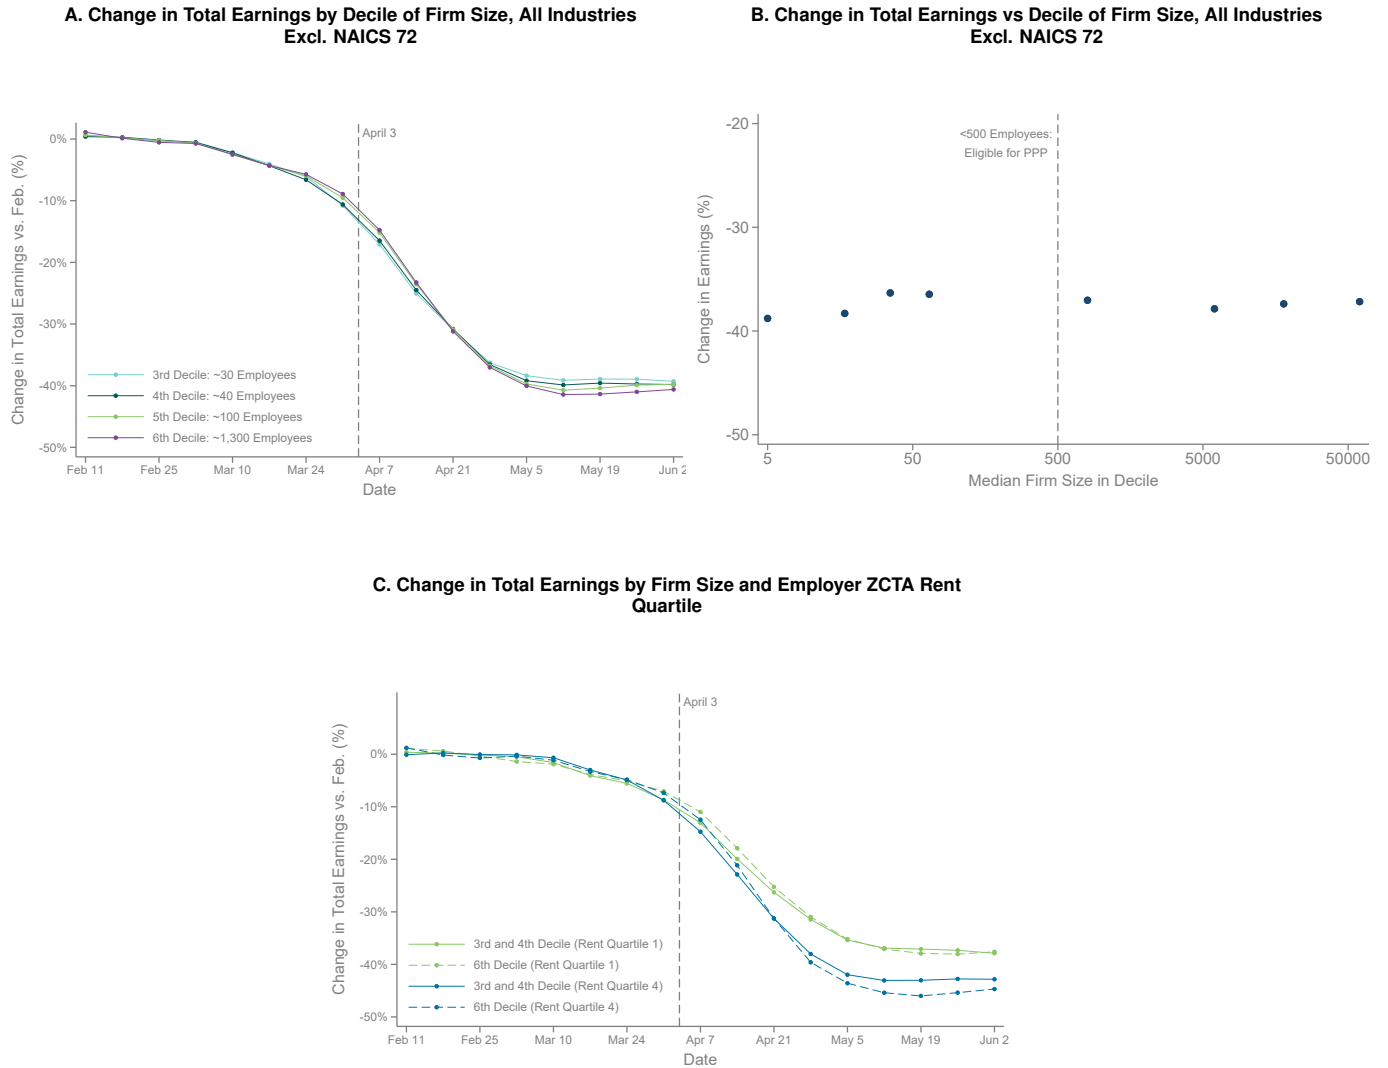 A. Change in Total Earnings by Decile of Firm Size, All Industries
Excl. NAICS 72
Change in Total Earnings vs. Feb. (%)
0%
-10%
-20%
-30%
-40%
-50%
April 3
3rd Decile: ~30 Employees
4th Decile: ~40 Employees
5th Decile: ~100 Employees
6th Decile: ~1,300 Employees
Feb 11
Feb 25
Mar 10
Mar 24
Apr 7
Apr 21
May 5
May 19
Jun 2
Date
B. Change in Total Earnings vs Decile of Firm Size, All Industries
Excl. NAICS 72
Change in Earnings (%)
-20
-30
-40
-50
<500 Employees:
Eligible for PPP
5
50
500
5000
50000
Median Firm Size in Decile
C. Change in Total Earnings by Firm Size and Employer ZCTA Rent
Quartile
Change in Total Earnings vs. Feb. (%)
0%
-10%
-20%
-30%
-40%
-50%
April 3
3rd and 4th Decile (Rent Quartile 1)
6th Decile (Rent Quartile 1)
3rd and 4th Decile (Rent Quartile 4)
6th Decile (Rent Quartile 4)
Feb 11
Feb 25
Mar 10
Mar 24
Apr 7
Apr 21
May 5
May 19
Jun 2
Date